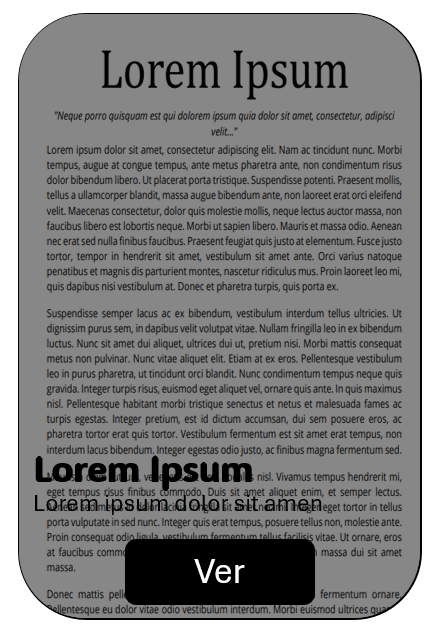 Lorem Ipsum
"Neque porro quisquam est qui dolorem ipsum quia dolor sit amet, consectetur, adipisci
velit..."
Lorem ipsum dolor sit amet, consectetur adipiscing elit. Nam ac tincidunt nunc. Morbi
tempus, augue at congue tempus, ante metus pharetra ante, non condimentum risus
dolor bibendum libero. Ut placerat porta tristique. Suspendisse potenti. Praesent mollis,
tellus a ullamcorper blandit, massa augue bibendum ante, non laoreet erat orci eleifend
velit. Maecenas consectetur, dolor quis molestie mollis, neque lectus auctor massa, non
faucibus libero est lobortis neque. Morbi ut sapien libero. Mauris et massa odio. Aenean
nec erat sed nulla finibus faucibus. Praesent feugiat quis justo at elementum. Fusce justo
tortor, tempor in hendrerit sit amet, vestibulum sit amet ante. Orci varius natoque
penatibus et magnis dis parturient montes, nascetur ridiculus mus. Proin laoreet leo mi,
quis dapibus nisi vestibulum at. Donec et pharetra turpis, quis porta ex.
Suspendisse semper lacus ac ex bibendum, vestibulum interdum tellus ultricies. Ut
dignissim purus sem, in dapibus velit volutpat vitae. Nullam fringilla leo in ex bibendum
luctus. Nunc sit amet dui aliquet, ultrices dui ut, pretium nisi. Morbi mattis consequat
metus non pulvinar. Nunc vitae aliquet elit. Etiam at ex eros. Pellentesque vestibulum
leo in purus pharetra, ut tincidunt orci blandit. Nunc condimentum tempus neque quis
gravida. Integer turpis risus, euismod eget aliquet vel, ornare quis ante. In quis maximus
nisl. Pellentesque habitant morbi tristique senectus et netus et malesuada fames ac
turpis egestas. Integer pretium, est id dictum accumsan, dui sem posuere eros, ac
pharetra tortor erat quis tortor. Vestibulum fermentum est sit amet erat tempus, non
interdum lacus bibendum. Integer egestas odio justo, ac finibus magna fermentum sed.
Lorem Ipsum
nisl. Vivamus tempus hendrerit mi,
eget tempus risus finibus commodo. Duis sit amet aliquet enim, et semper lectus.
Lorem ipsum dolor sit amen
porta vulputate in sed nunc. Integer erat tempus, posuere tellus non, molestie ante.
Proin consequat odio ligula, vestibulum fermentum tellus facilisis vitae. Ut ornare, eros
at faucibus massa dui sit amet
massa.
Ver
Donec mattis fermentum ornare.
Pellentesque eu dolor vitae odio vestibulum interdum. Morbi euismod ultrices